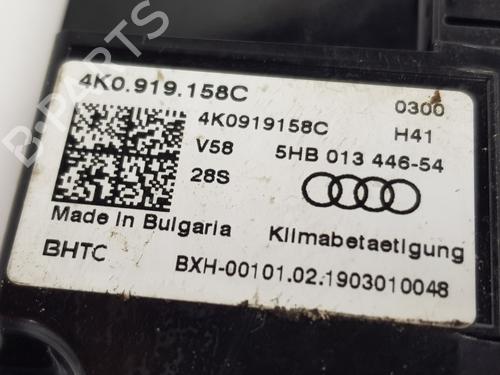 4K0.919.158C
0300
4K0919158C
H41
V58
5HB 013 446-54
28S
Made in Bulgaria
Klimabetaetigung
BHTC
BXH-00101.02.1903010048
B-PARTS